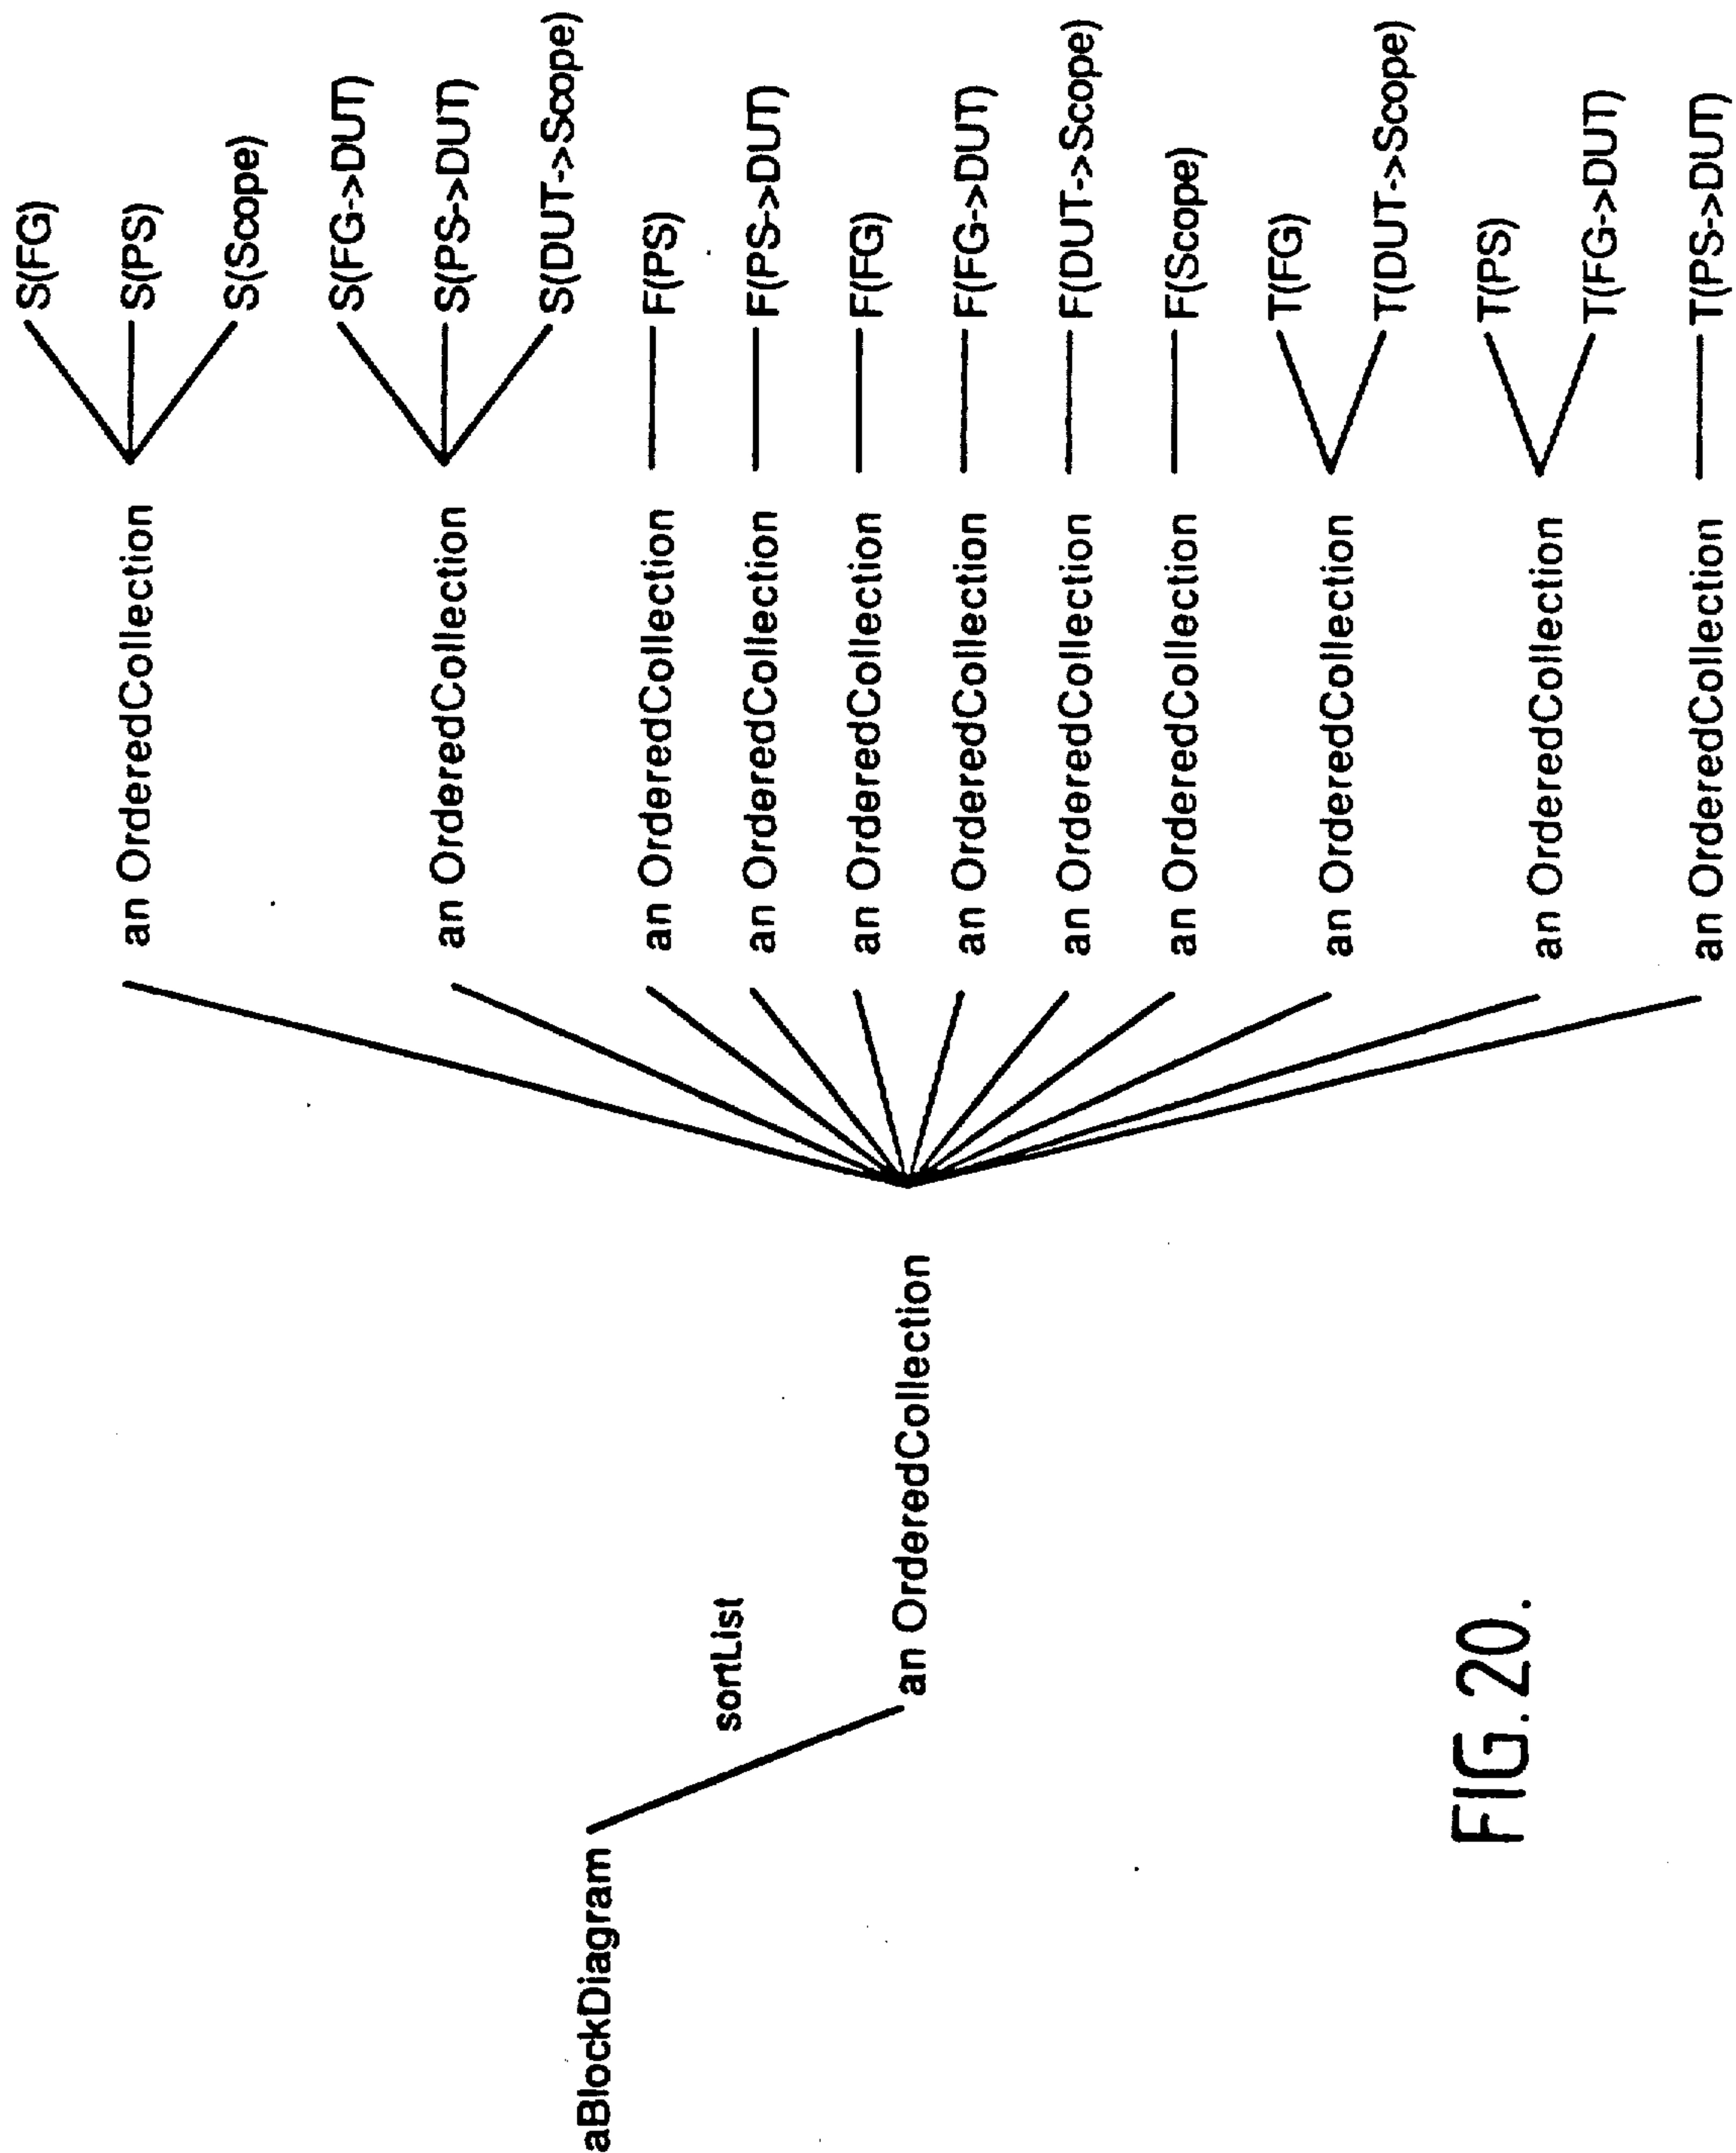 aBlockDiagram
sortList
an OrderedCollection
an OrderedCollection
S(FG)
S(PS)
S(Scope)
an OrderedCollection
S(FG->DUT)
S(PS->DUT)
S(DUT->Scope)
an OrderedCollection
F(PS)
an OrderedCollection
F(PS->DUT)
an OrderedCollection
F(FG)
an OrderedCollection
F(FG->DUT)
an OrderedCollection
F(DUT->Scope)
an OrderedCollection
F(Scope)
an OrderedCollection
T(FG)
T(DUT->Scope)
an OrderedCollection
T(PS)
T(FG->DUT)
an OrderedCollection
T(PS->DUT)
FIG.20.